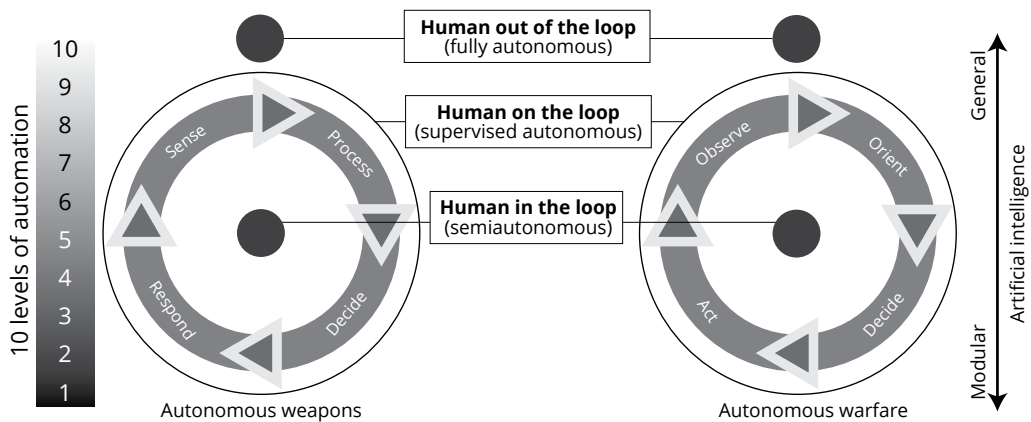 Human out of the loop
(fully autonomous)
Human on the loop
(supervised autonomous)
Human in the loop
(semiautonomous)
10 levels of automation
10
9
8
7
6
5
4
3
2
1
Sense
Process
Decide
Respond
Autonomous weapons
Observe
Orient
Decide
Act
Autonomous warfare
General
Modular
Artificial intelligence